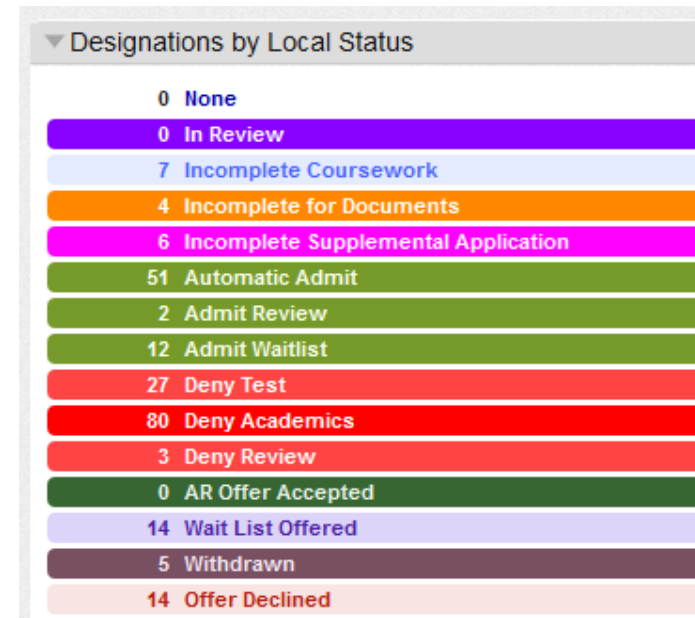 Designations by Local Status
0 None
0 In Review
7 Incomplete Coursework
4 Incomplete for Documents
6 Incomplete Supplemental Application
51 Automatic Admit
2 Admit Review
12 Admit Waitlist
27 Deny Test
80 Deny Academics
3 Deny Review
0 AR Offer Accepted
14 Wait List Offered
5 Withdrawn
14 Offer Declined